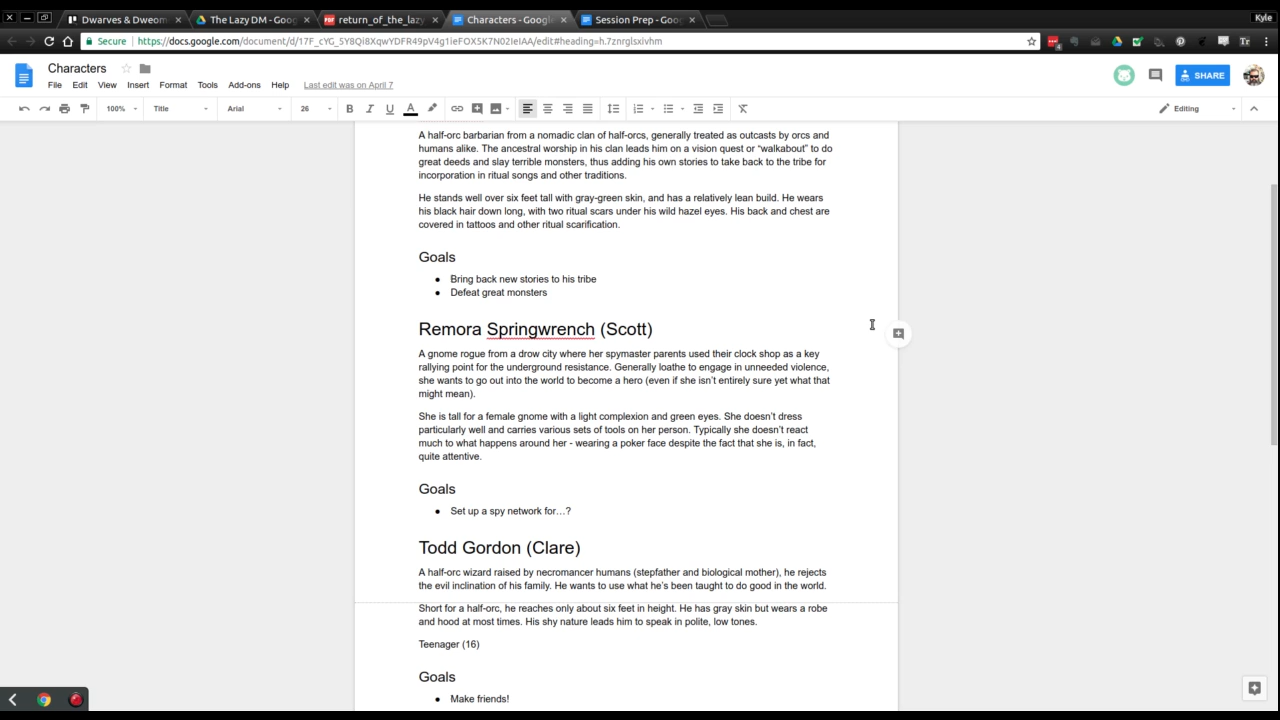 Kyle
Dwarves & Dweom
The Lazy DM - Goo
return_of_the_lazy
Characters - Google
Session Prep - Goo
Secure
https://docs.google.com/document/d/17F_cYG_5Y8Qi8XqwYDFR49pV4g1ieFOX5K7N02IeIAA/edit#heading=h.7znrglsxivhm
Characters
File Edit View Insert Format Tools Add-ons Help Last edit was on April 7
SHARE
100% Title Arial 26 B I U A Editing
A half-orc barbarian from a nomadic clan of half-orcs, generally treated as outcasts by orcs and
humans alike. The ancestral worship in his clan leads him on a vision quest or “walkabout” to do
great deeds and slay terrible monsters, thus adding his own stories to take back to the tribe for
incorporation in ritual songs and other traditions.
He stands well over six feet tall with gray-green skin, and has a relatively lean build. He wears
his black hair down long, with two ritual scars under his wild hazel eyes. His back and chest are
covered in tattoos and other ritual scarification.
Goals
● Bring back new stories to his tribe
● Defeat great monsters
Remora Springwrench (Scott)
A gnome rogue from a drow city where her spymaster parents used their clock shop as a key
rallying point for the underground resistance. Generally loathe to engage in unneeded violence,
she wants to go out into the world to become a hero (even if she isn’t entirely sure yet what that
might mean).
She is tall for a female gnome with a light complexion and green eyes. She doesn’t dress
particularly well and carries various sets of tools on her person. Typically she doesn’t react
much to what happens around her - wearing a poker face despite the fact that she is, in fact,
quite attentive.
Goals
● Set up a spy network for…?
Todd Gordon (Clare)
A half-orc wizard raised by necromancer humans (stepfather and biological mother), he rejects
the evil inclination of his family. He wants to use what he’s been taught to do good in the world.
Short for a half-orc, he reaches only about six feet in height. He has gray skin but wears a robe
and hood at most times. His shy nature leads him to speak in polite, low tones.
Teenager (16)
Goals
● Make friends!